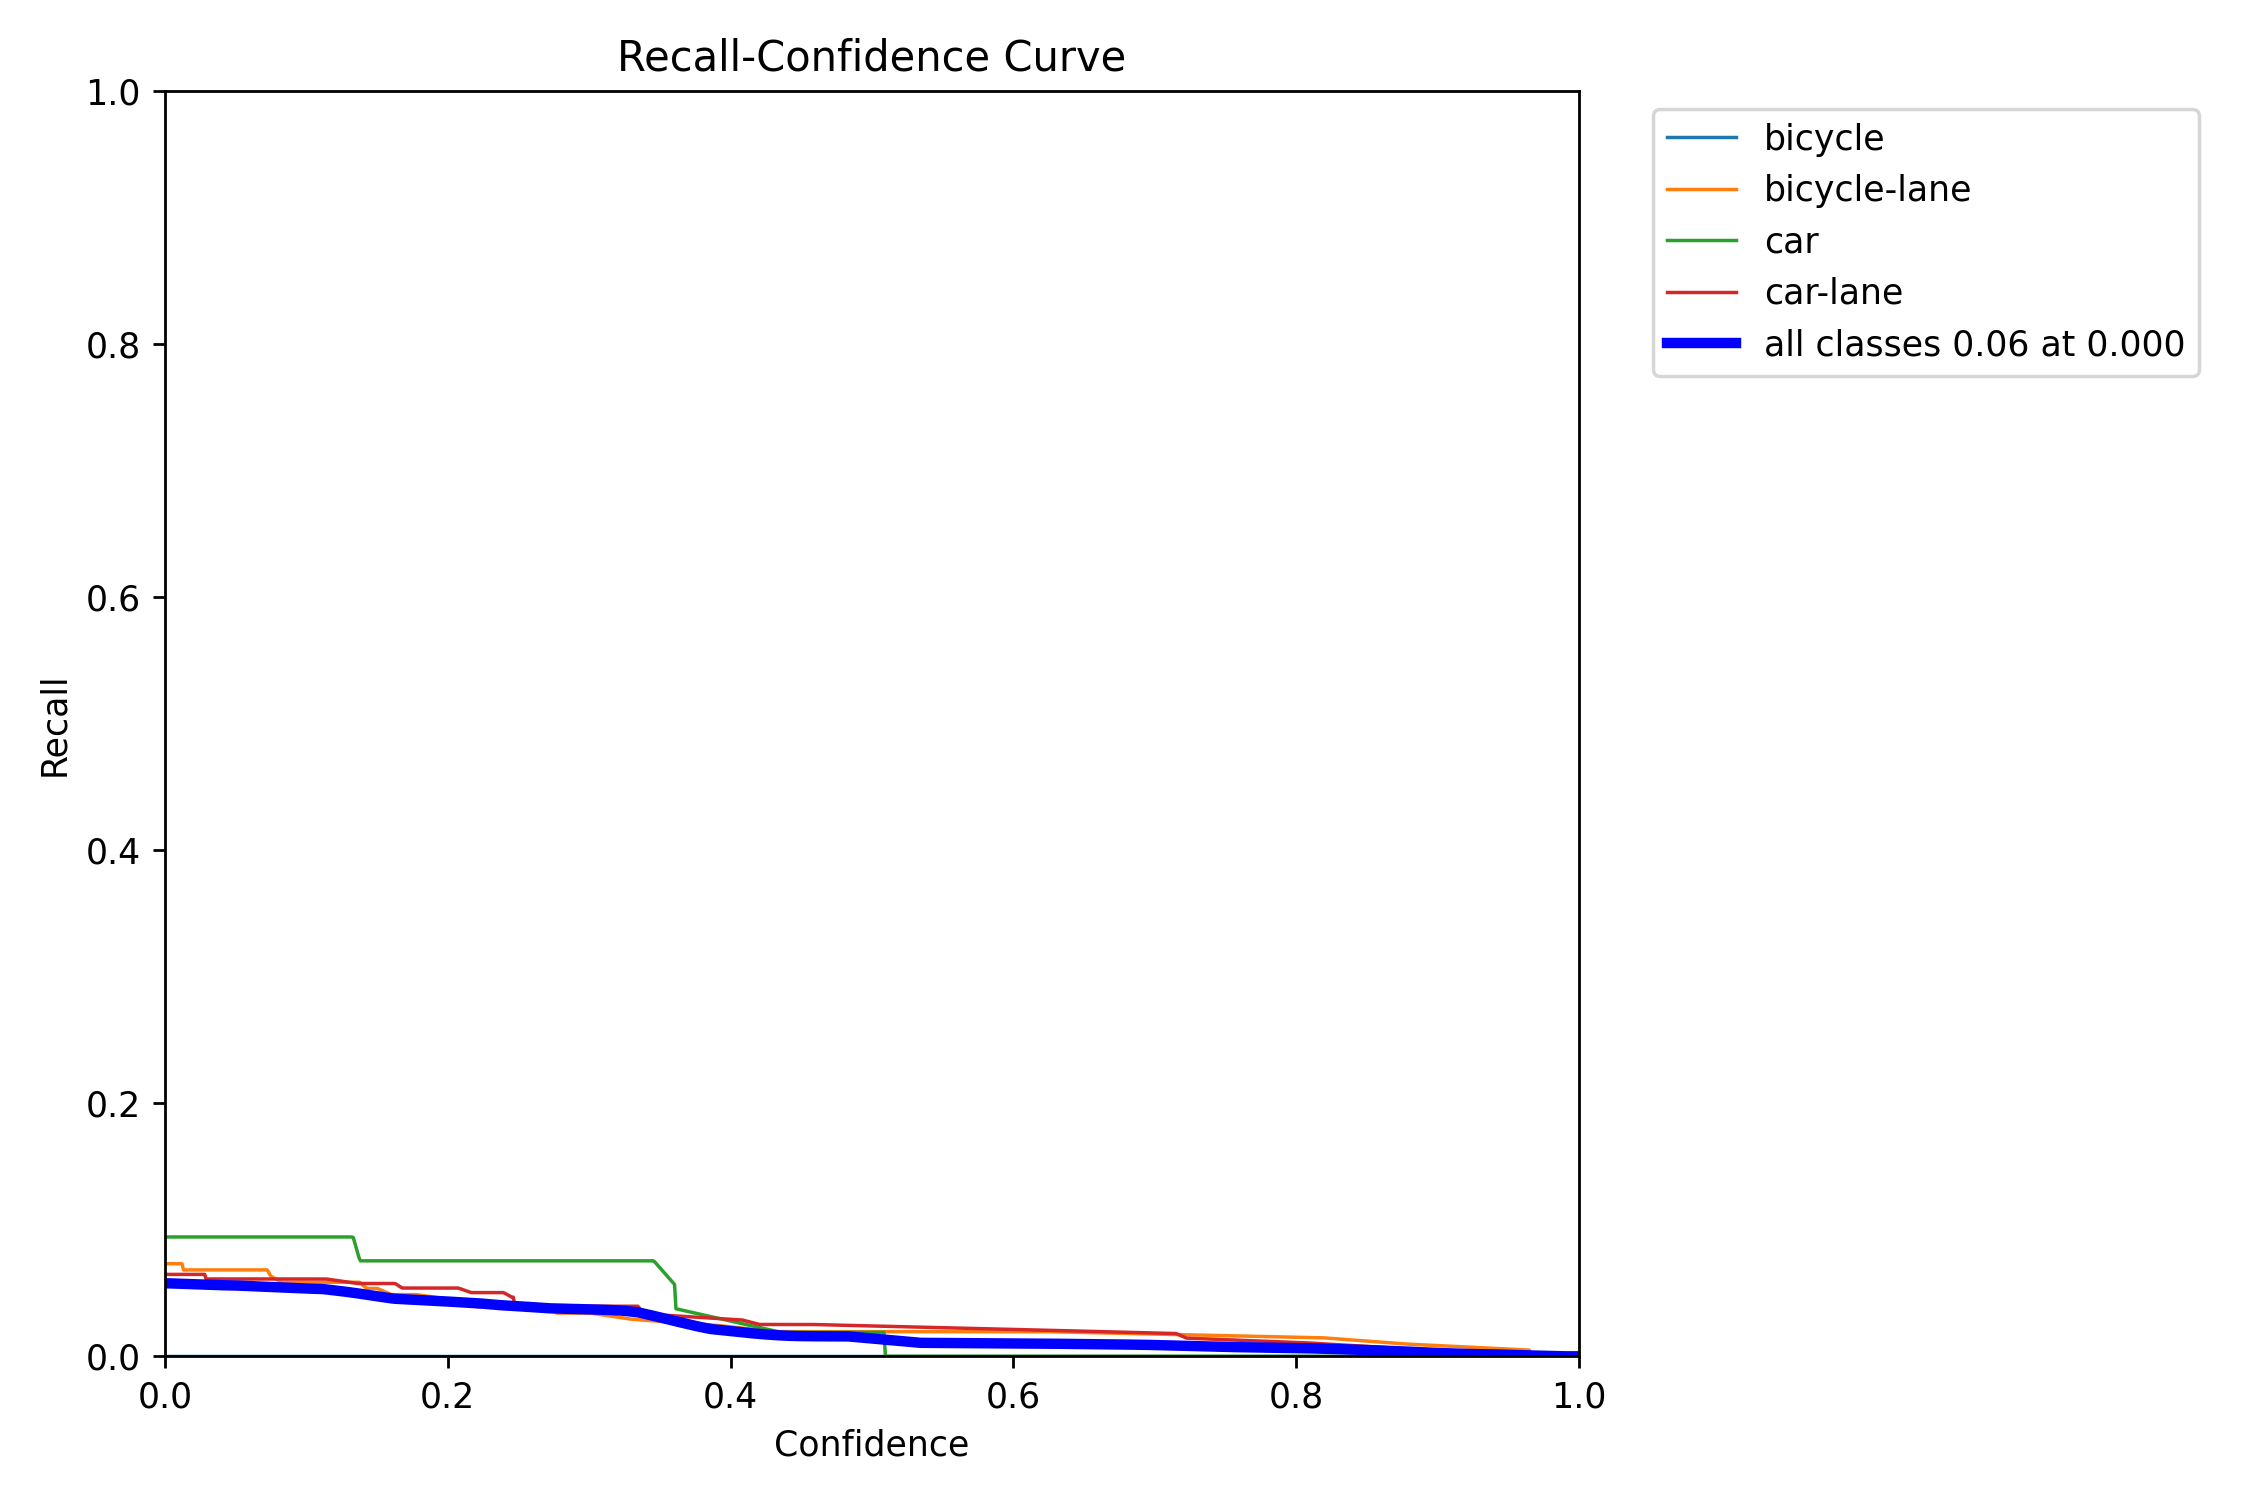 Recall-Confidence Curve
1.0
0.8
0.6
0.4
0.2
0.0
Recall
0.0 0.2 0.4 0.6 0.8 1.0
Confidence
bicycle
bicycle-lane
car
car-lane
all classes 0.06 at 0.000